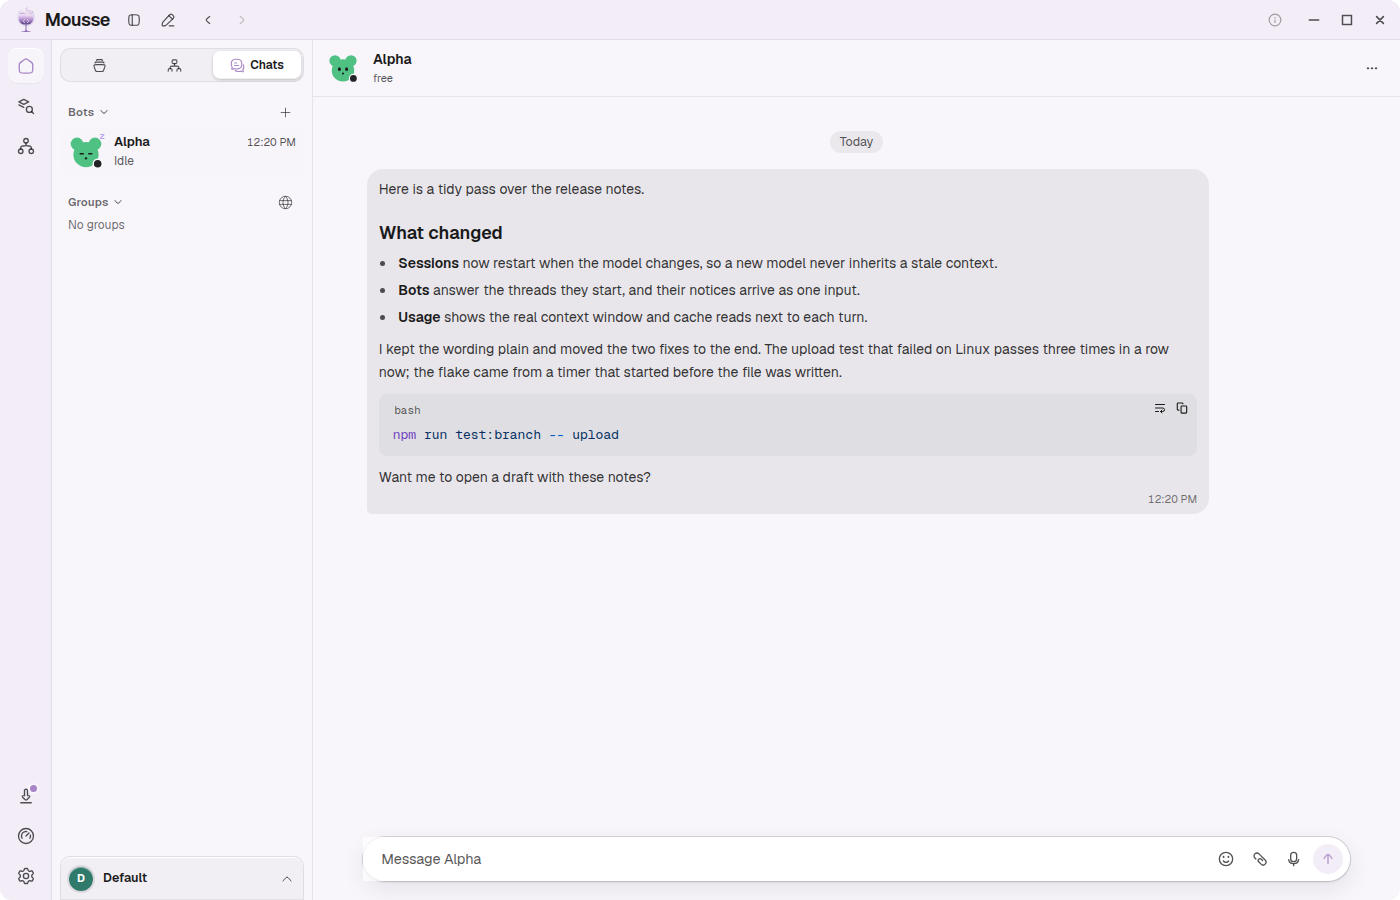 Mousse
Chats
Bots
Alpha
12:20 PM
Idle
z
Groups
No groups
D
Default
Alpha
free
Today
Here is a tidy pass over the release notes.
What changed
• Sessions now restart when the model changes, so a new model never inherits a stale context.
• Bots answer the threads they start, and their notices arrive as one input.
• Usage shows the real context window and cache reads next to each turn.
I kept the wording plain and moved the two fixes to the end. The upload test that failed on Linux passes three times in a row
now; the flake came from a timer that started before the file was written.
bash
npm run test:branch -- upload
Want me to open a draft with these notes?
12:20 PM
Message Alpha